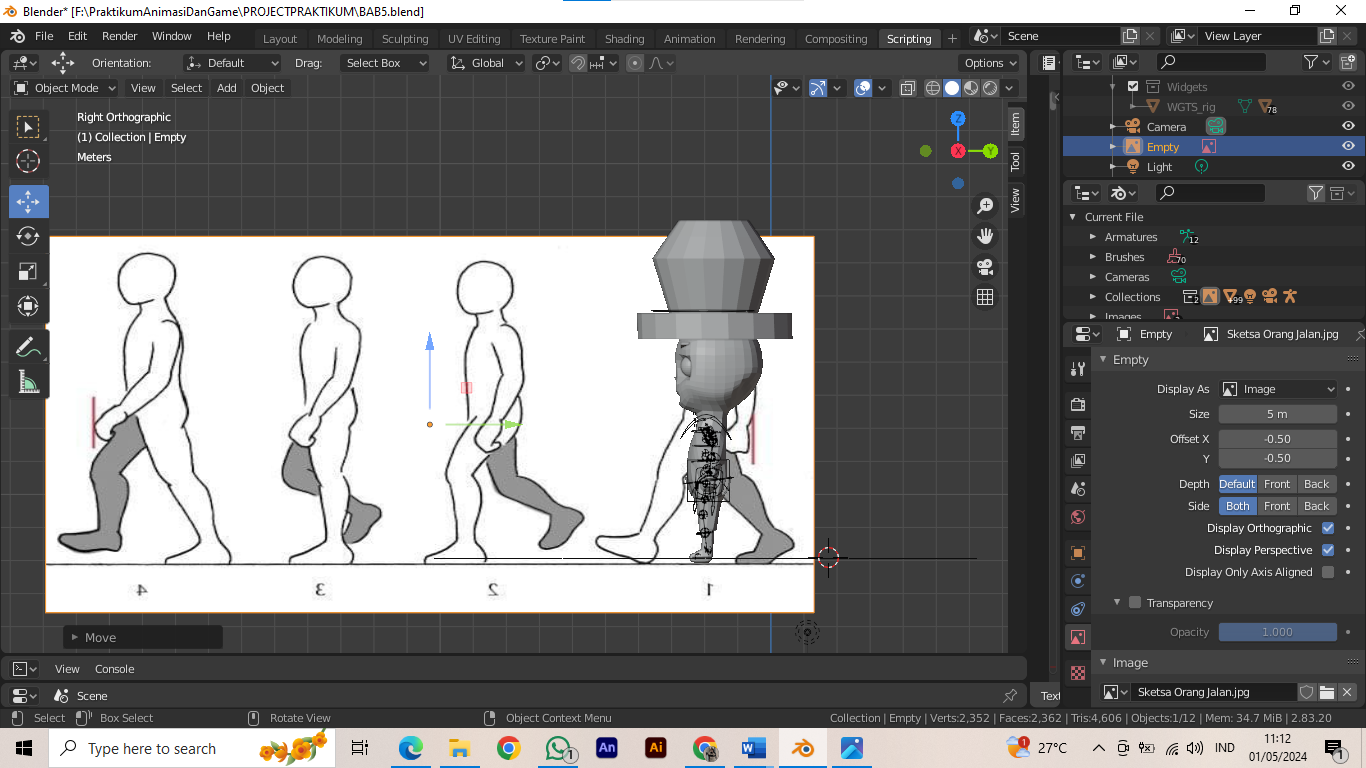 Blender* [F:\PraktikumAnimasiDanGame\PROJECTPRAKTIKUM\BAB5.blend]
File Edit Render Window Help Layout Modeling Sculpting UV Editing Texture Paint Shading Animation Rendering Compositing Scripting + Scene View Layer
Orientation: Default Drag: Select Box Global Options
Object Mode View Select Add Object
Right Orthographic
(1) Collection | Empty
Meters
Z
X
Y
Item
Tool
View
4 3 2 1
Move
View Console
Scene
Text
Widgets
WGTS_rig 78
Camera
Empty
Light
Current File
Armatures 12
Brushes 70
Cameras
Collections 2 499
Images
Empty Sketsa Orang Jalan.jpg
Empty
Display As Image
Size 5 m
Offset X -0.50
Y -0.50
Depth Default Front Back
Side Both Front Back
Display Orthographic
Display Perspective
Display Only Axis Aligned
Transparency
Opacity 1.000
Image
Sketsa Orang Jalan.jpg
Select Box Select Rotate View Object Context Menu Collection | Empty | Verts:2,352 | Faces:2,362 | Tris:4,606 | Objects:1/12 | Mem: 34.7 MiB | 2.83.20
Type here to search 1 An Ai W 1 27°C IND 11:12
01/05/2024 1